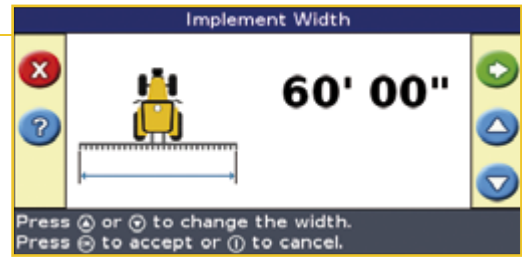 Implement Width
60' 00"
?
Press or to change the width.
Press to accept or to cancel.